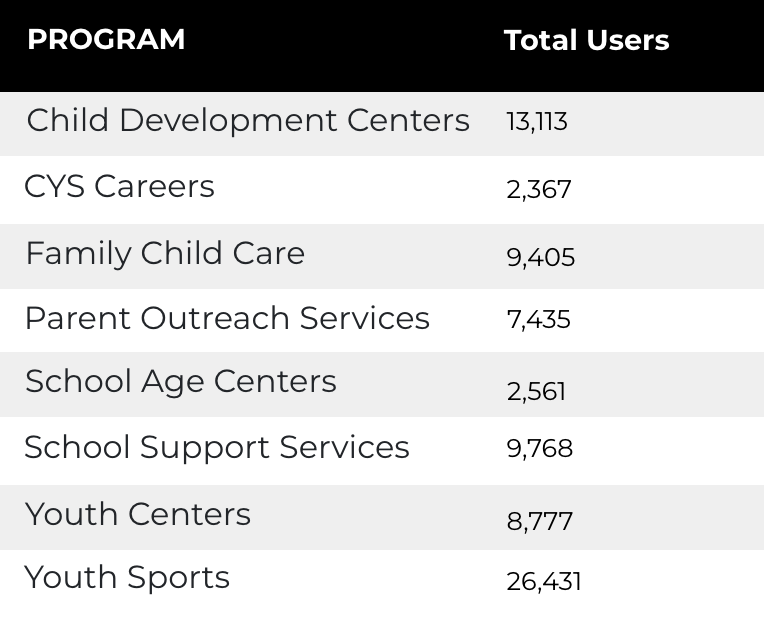 PROGRAM Total Users
Child Development Centers 13,113
CYS Careers 2,367
Family Child Care 9,405
Parent Outreach Services 7,435
School Age Centers 2,561
School Support Services 9,768
Youth Centers 8,777
Youth Sports 26,431